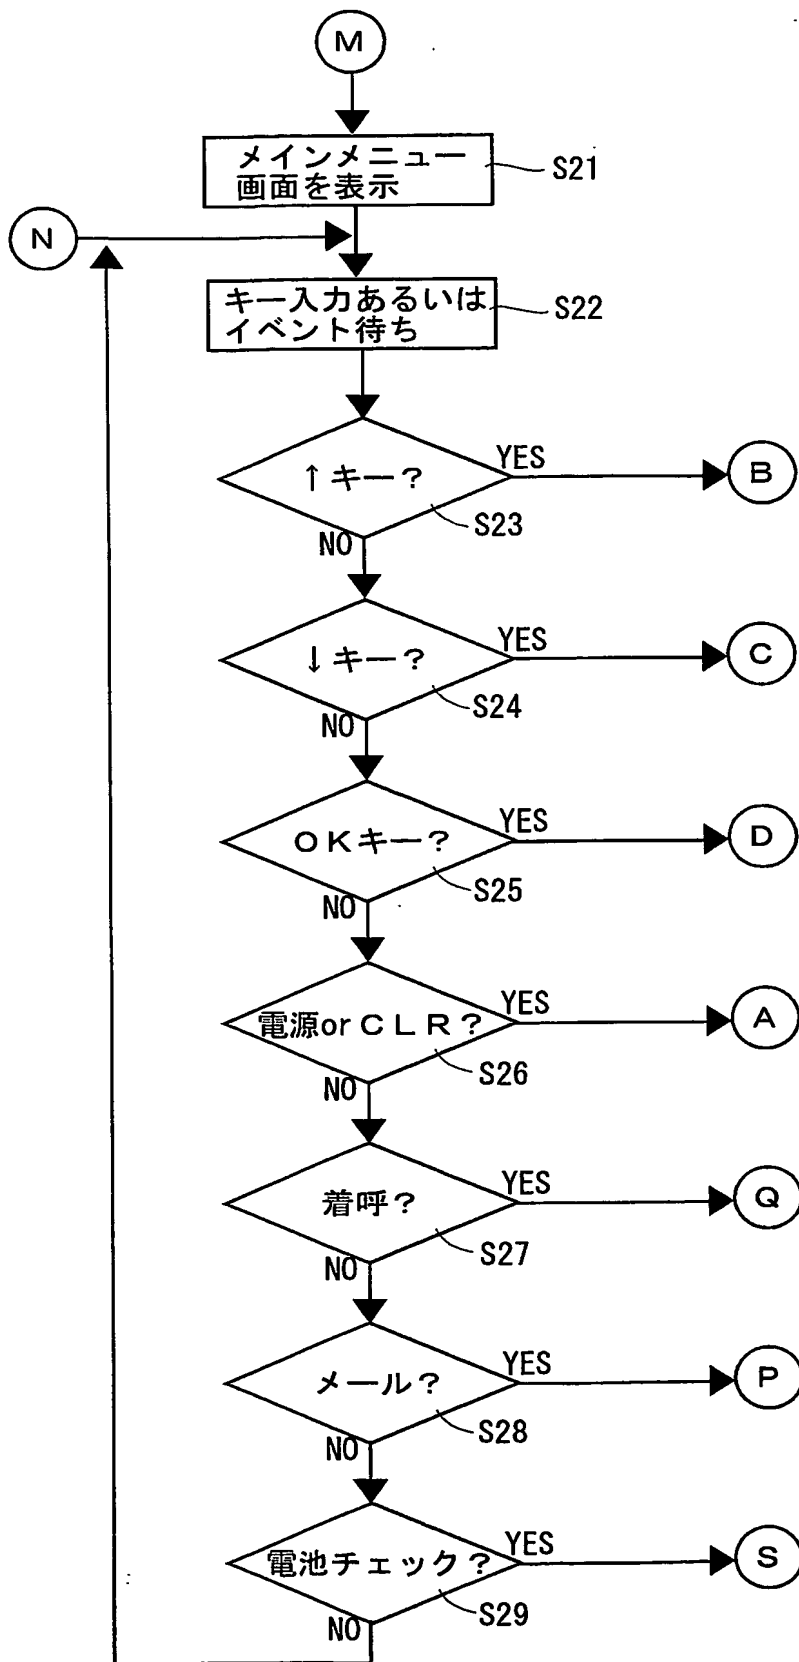 M
メインメニュー
画面を表示
S21
N
キー入力あるいは
イベント待ち
S22
↑キー?
YES
B
S23
NO
↓キー?
YES
C
S24
NO
OKキー?
YES
D
S25
NO
電源or CLR?
YES
A
S26
NO
着呼?
YES
Q
S27
NO
メール?
YES
P
S28
NO
電池チェック?
YES
S
S29
NO